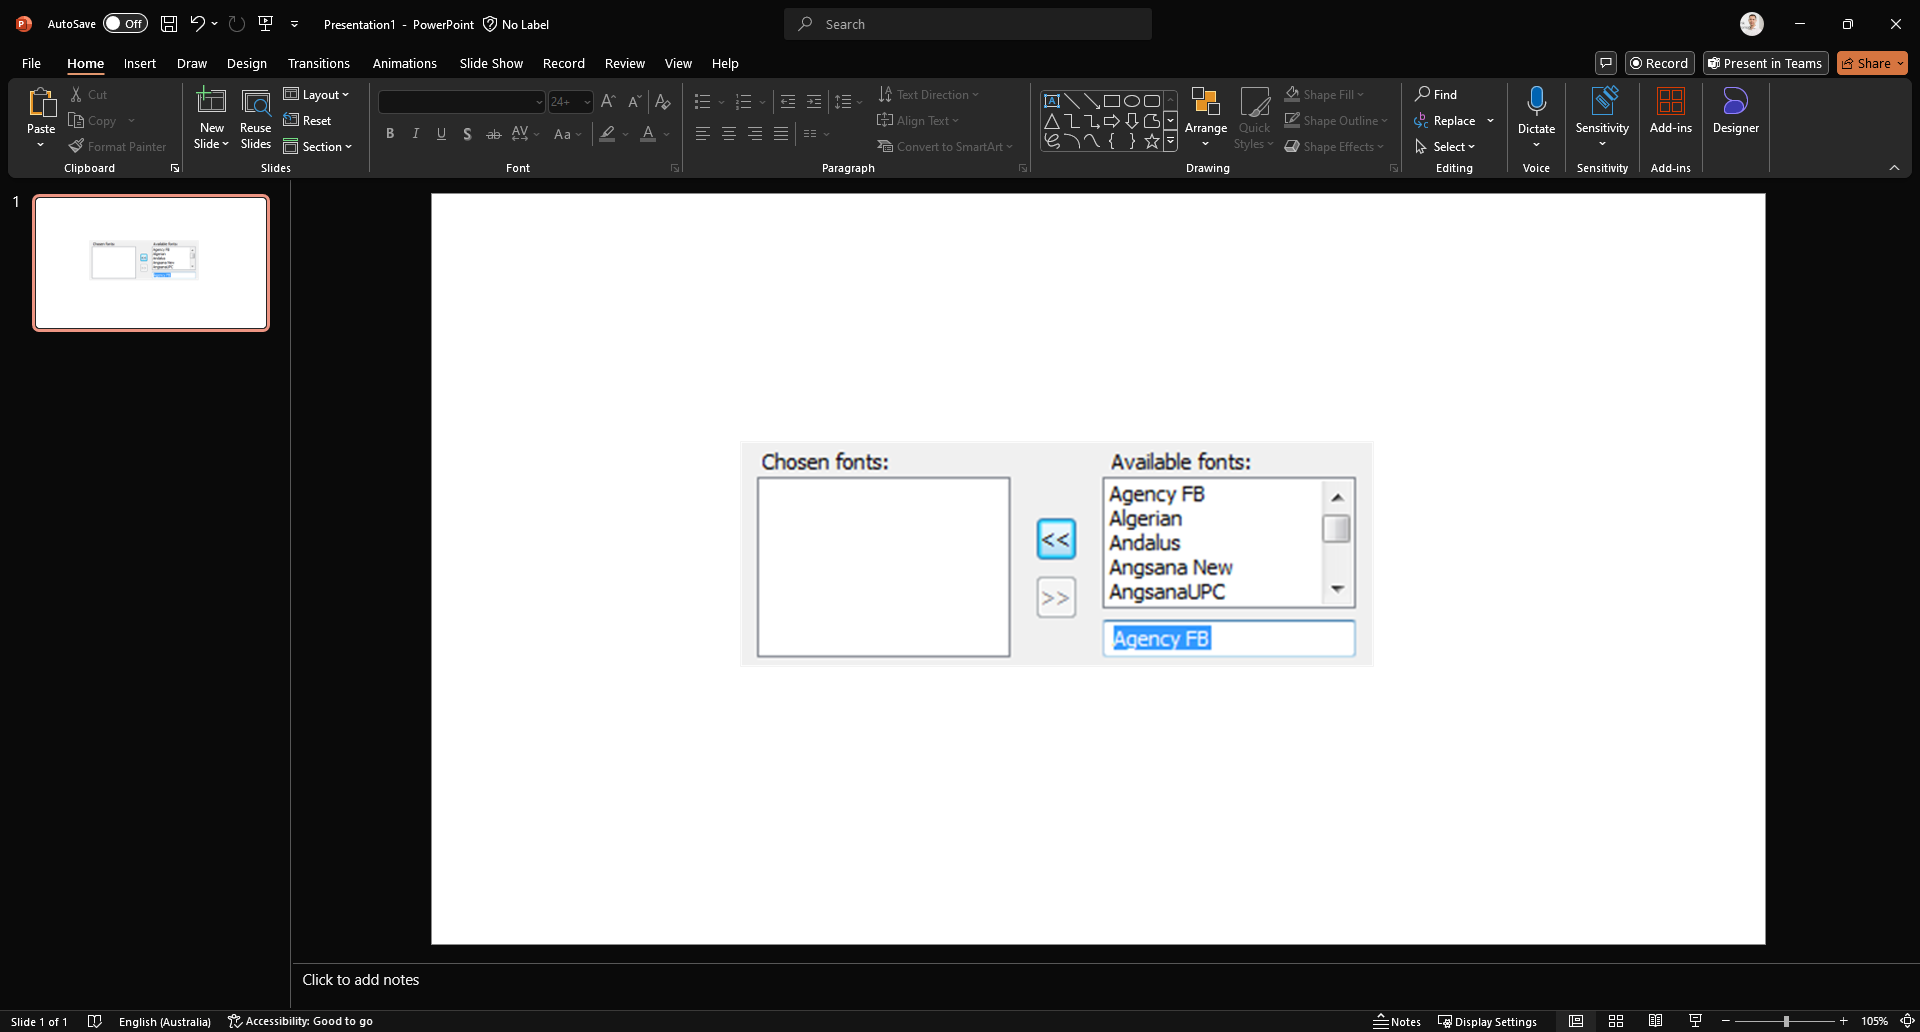 AutoSave Off Presentation1 - PowerPoint No Label Search
File Home Insert Draw Design Transitions Animations Slide Show Record Review View Help Record Present in Teams Share
Paste
Cut
Copy
Format Painter
Clipboard
New Slide
Reuse Slides
Layout
Reset
Section
Slides
24+
Font
Text Direction
Align Text
Convert to SmartArt
Paragraph
Arrange
Quick Styles
Shape Fill
Shape Outline
Shape Effects
Drawing
Find
Replace
Select
Editing
Dictate
Voice
Sensitivity
Sensitivity
Add-ins
Add-ins
Designer
1
Chosen fonts:
Available fonts:
Agency FB
Algerian
Andalus
Angsana New
AngsanaUPC
<<
>>
Agency FB
Click to add notes
Slide 1 of 1 English (Australia) Accessibility: Good to go Notes Display Settings 105%